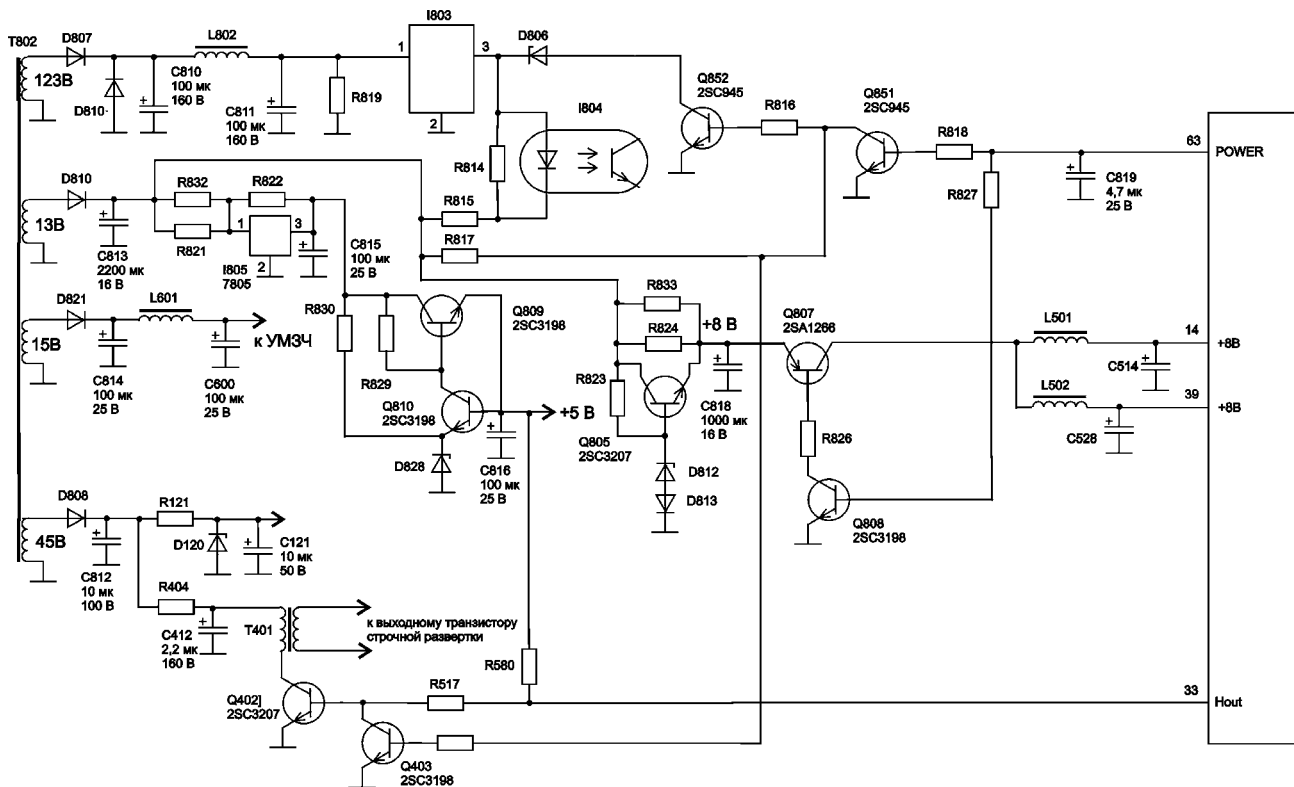 T802
D807
L802
I803
1
3
2
D806
123В
D810
C810
100 мк
160 В
C811
100 мк
160 В
R819
I804
R814
Q852
2SC945
R816
Q851
2SC945
R818
R827
63
POWER
C819
4,7 мк
25 В
D810
13В
C813
2200 мк
16 В
R832
R822
R821
1
3
2
I805
7805
C815
100 мк
25 В
R815
R817
D821
L601
15В
C814
100 мк
25 В
C600
100 мк
25 В
к УМЗЧ
R830
R829
Q809
2SC3198
Q810
2SC3198
D828
C816
100 мк
25 В
+5 В
R833
R824
R823
+8 В
Q805
2SC3207
C818
1000 мк
16 В
D812
D813
Q807
2SA1266
R826
Q808
2SC3198
L501
14
+8В
C514
L502
39
+8В
C528
D808
45В
C812
10 мк
100 В
R121
D120
C121
10 мк
50 В
R404
C412
2,2 мк
160 В
T401
к выходному транзистору
строчной развертки
R580
Q402]
2SC3207
R517
33
Hout
Q403
2SC3198